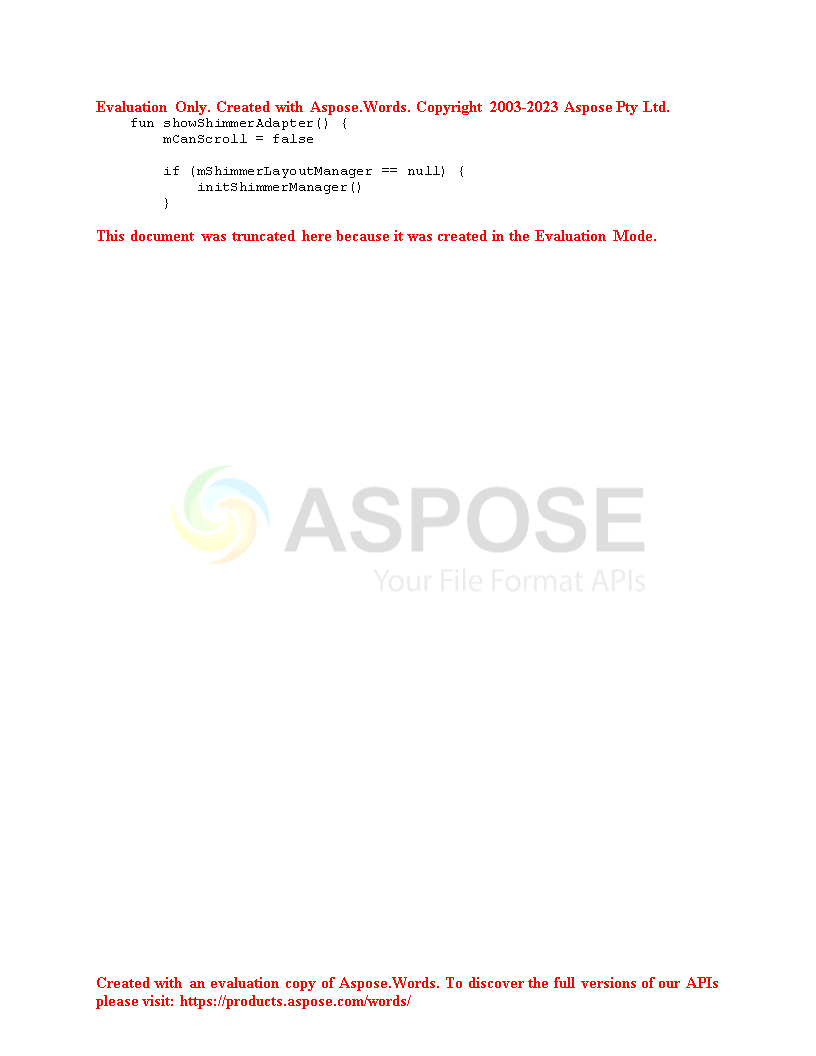 Evaluation Only. Created with Aspose.Words. Copyright 2003-2023 Aspose Pty Ltd.
    fun showShimmerAdapter() {
        mCanScroll = false

        if (mShimmerLayoutManager == null) {
            initShimmerManager()
        }

This document was truncated here because it was created in the Evaluation Mode.
ASPOSE
Your File Format APIs
Created with an evaluation copy of Aspose.Words. To discover the full versions of our APIs
please visit: https://products.aspose.com/words/